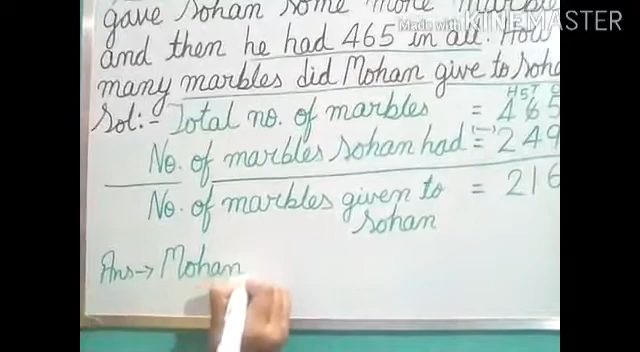 gave Sohan some more marble
Made with KINEMASTER
and then he had 465 in all. How
many marbles did Mohan give to Soha
H 5 T O
Sol:- Total no. of marbles = 465
No. of marbles Sohan had (-) = 249
No. of marbles given to = 216
Sohan
Ans→ Mohan